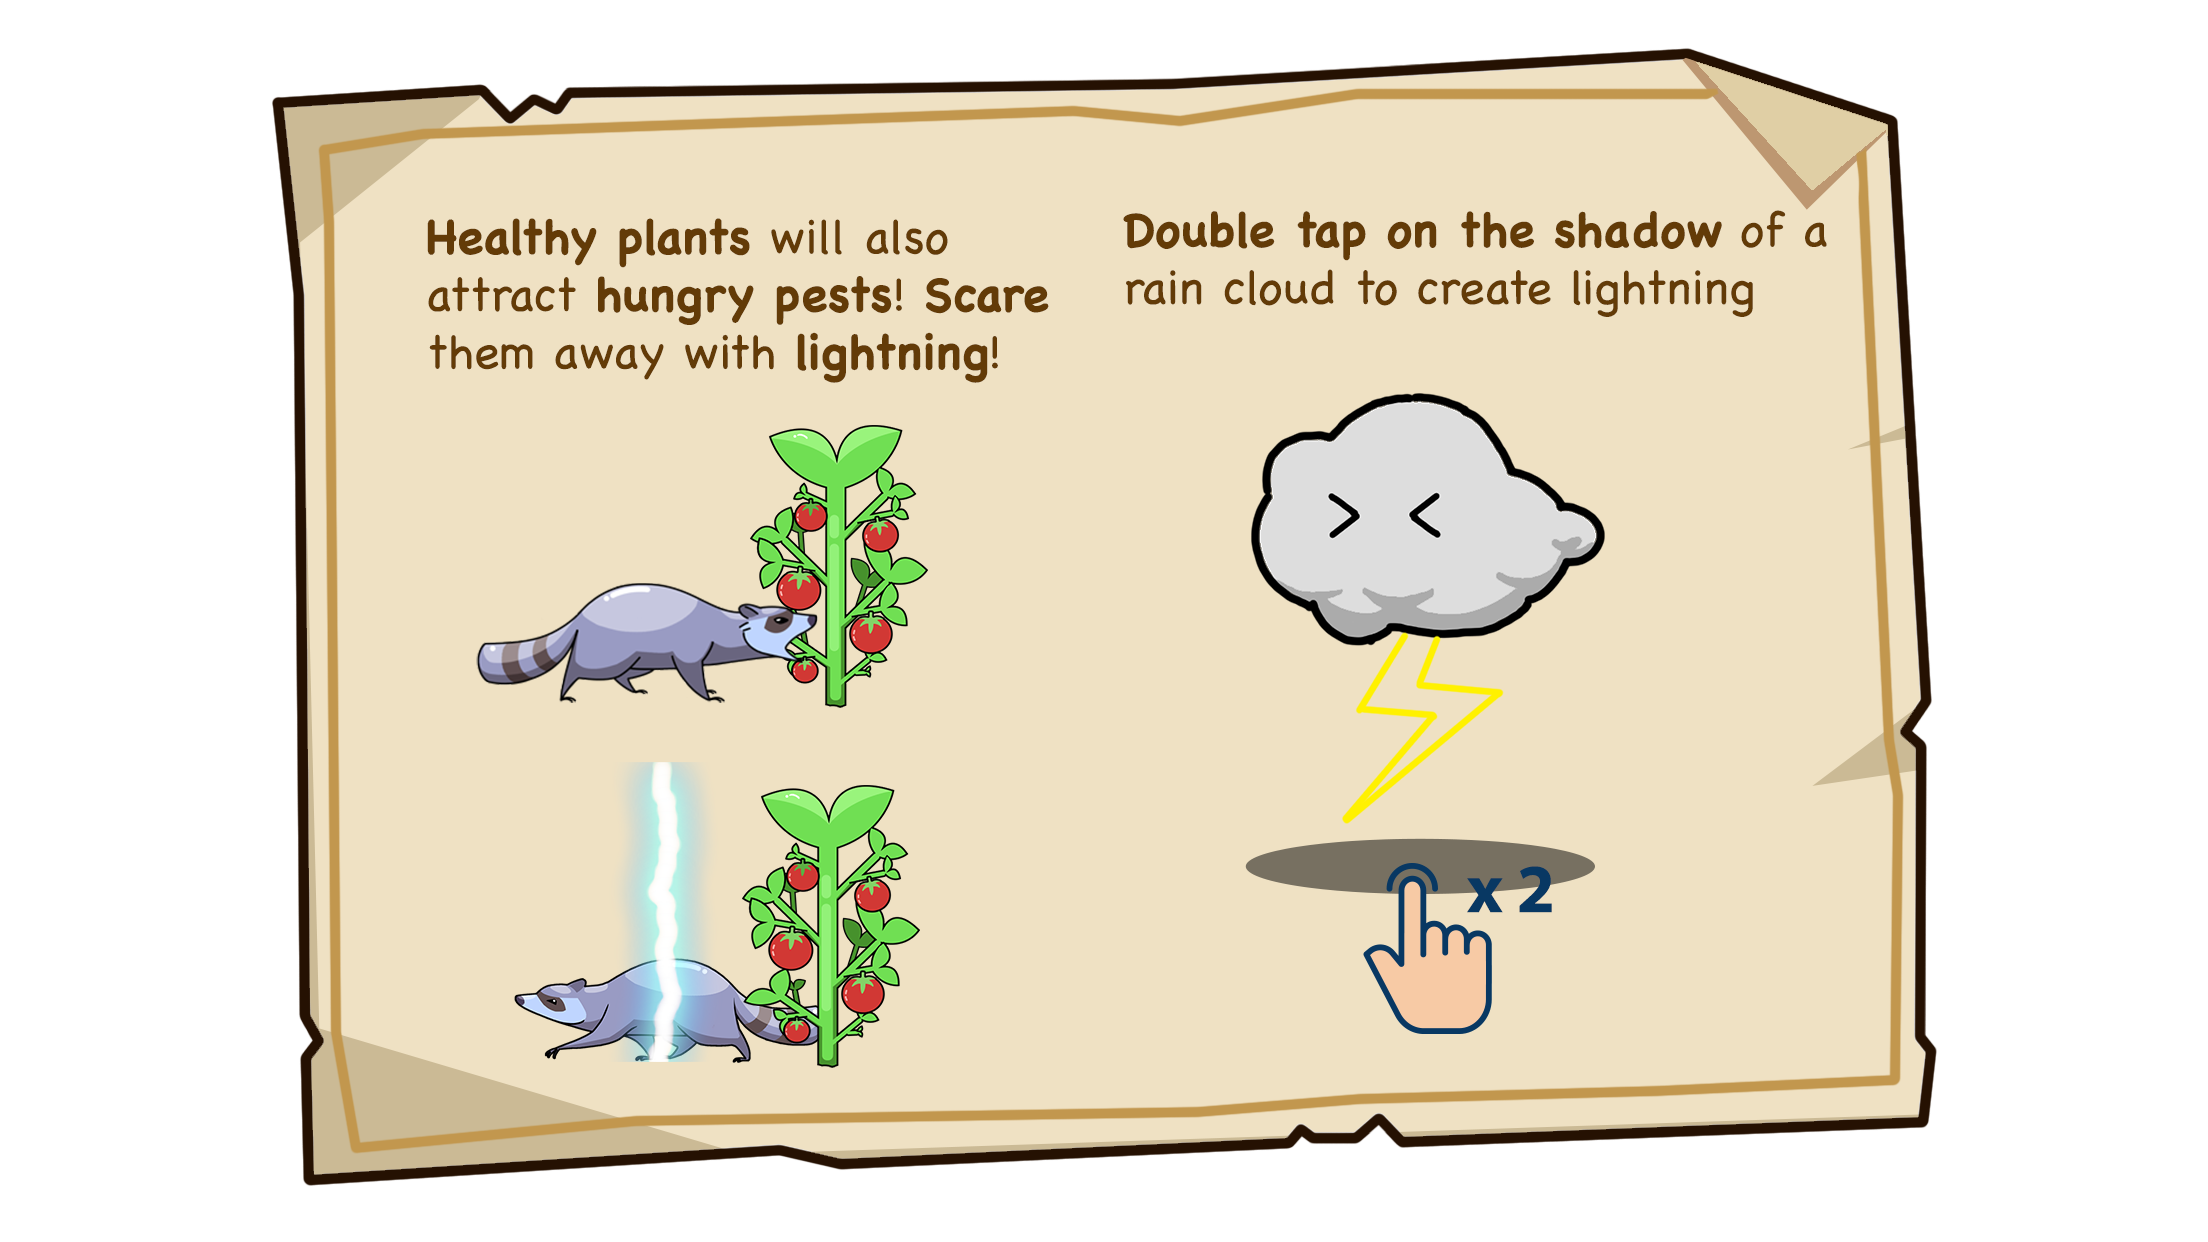 Healthy plants will also
attract hungry pests! Scare
them away with lightning!
Double tap on the shadow of a
rain cloud to create lightning
x 2